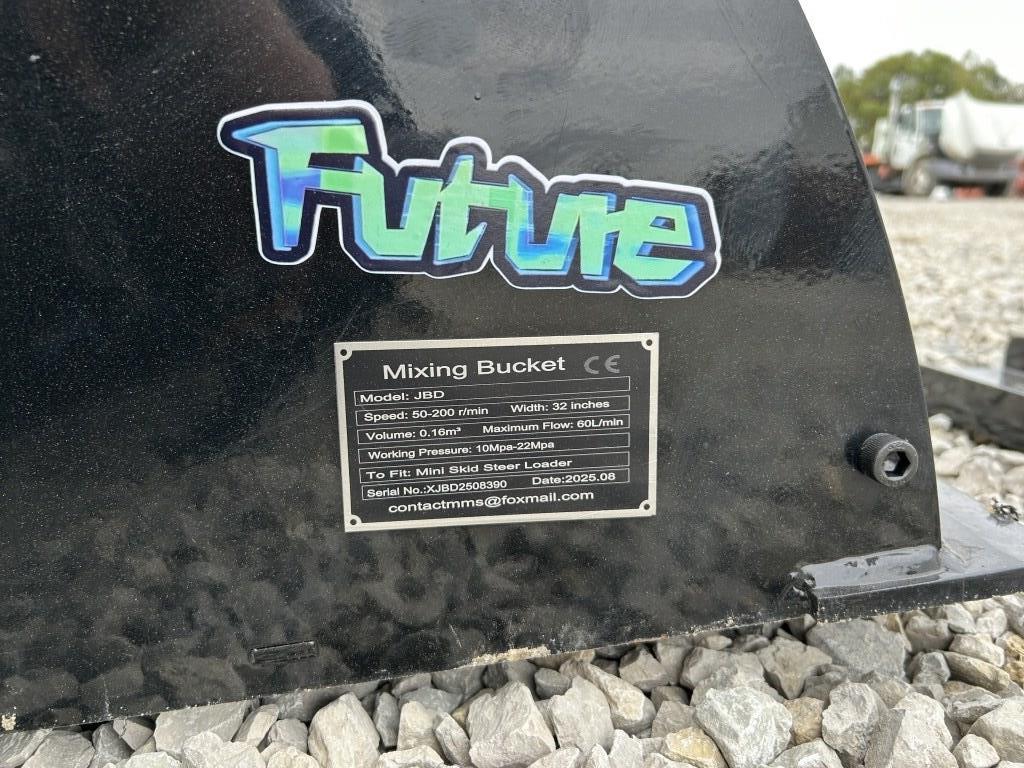 Future
Mixing Bucket CE
Model: JBD
Speed: 50-200 r/min Width: 32 inches
Volume: 0.16m³ Maximum Flow: 60L/min
Working Pressure: 10Mpa-22Mpa
To Fit: Mini Skid Steer Loader
Serial No.:XJBD2508390 Date:2025.08
contactmms@foxmail.com